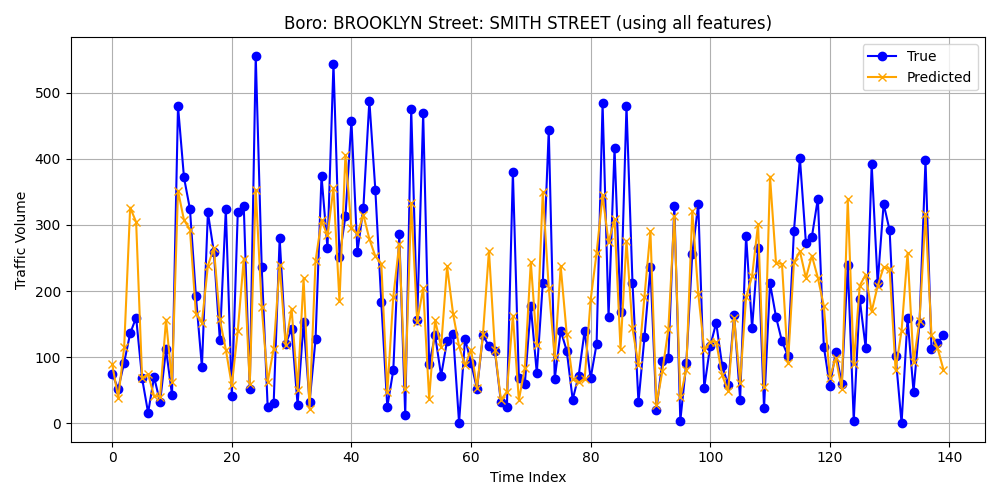 Boro: BROOKLYN Street: SMITH STREET (using all features)
True
Predicted
Traffic Volume
500
400
300
200
100
0
0 20 40 60 80 100 120 140
Time Index